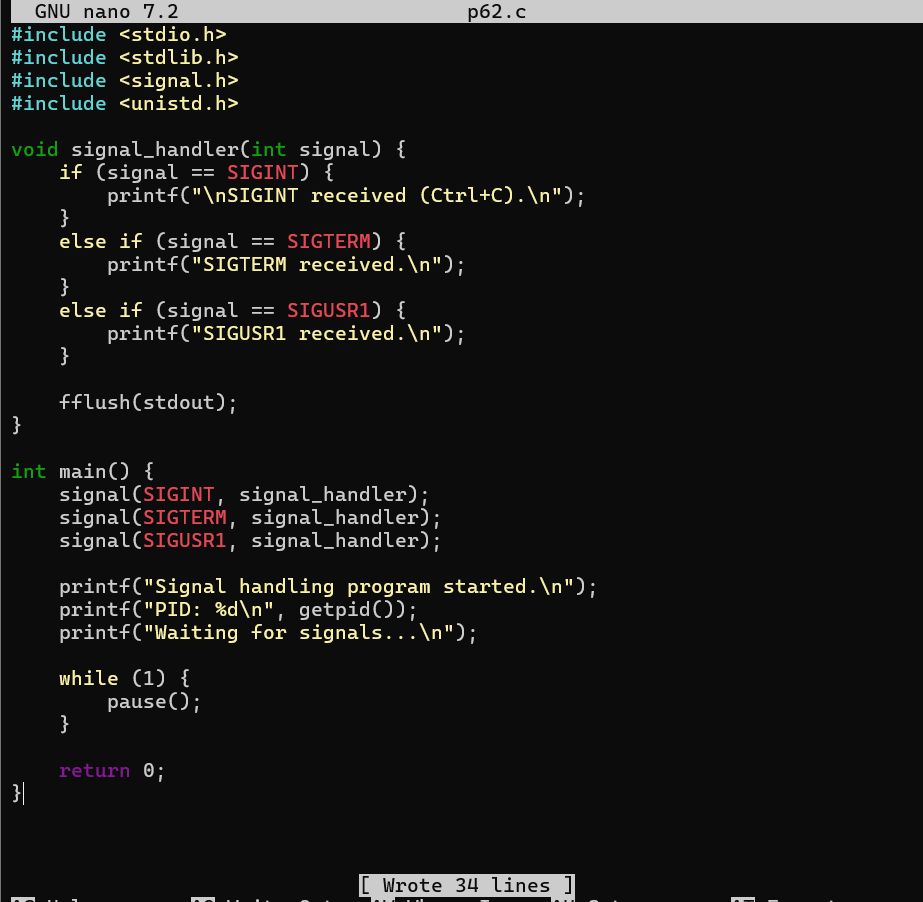 GNU nano 7.2 p62.c
#include <stdio.h>
#include <stdlib.h>
#include <signal.h>
#include <unistd.h>

void signal_handler(int signal) {
    if (signal == SIGINT) {
        printf("\nSIGINT received (Ctrl+C).\n");
    }
    else if (signal == SIGTERM) {
        printf("SIGTERM received.\n");
    }
    else if (signal == SIGUSR1) {
        printf("SIGUSR1 received.\n");
    }

    fflush(stdout);
}

int main() {
    signal(SIGINT, signal_handler);
    signal(SIGTERM, signal_handler);
    signal(SIGUSR1, signal_handler);

    printf("Signal handling program started.\n");
    printf("PID: %d\n", getpid());
    printf("Waiting for signals...\n");

    while (1) {
        pause();
    }

    return 0;
}
[ Wrote 34 lines ]